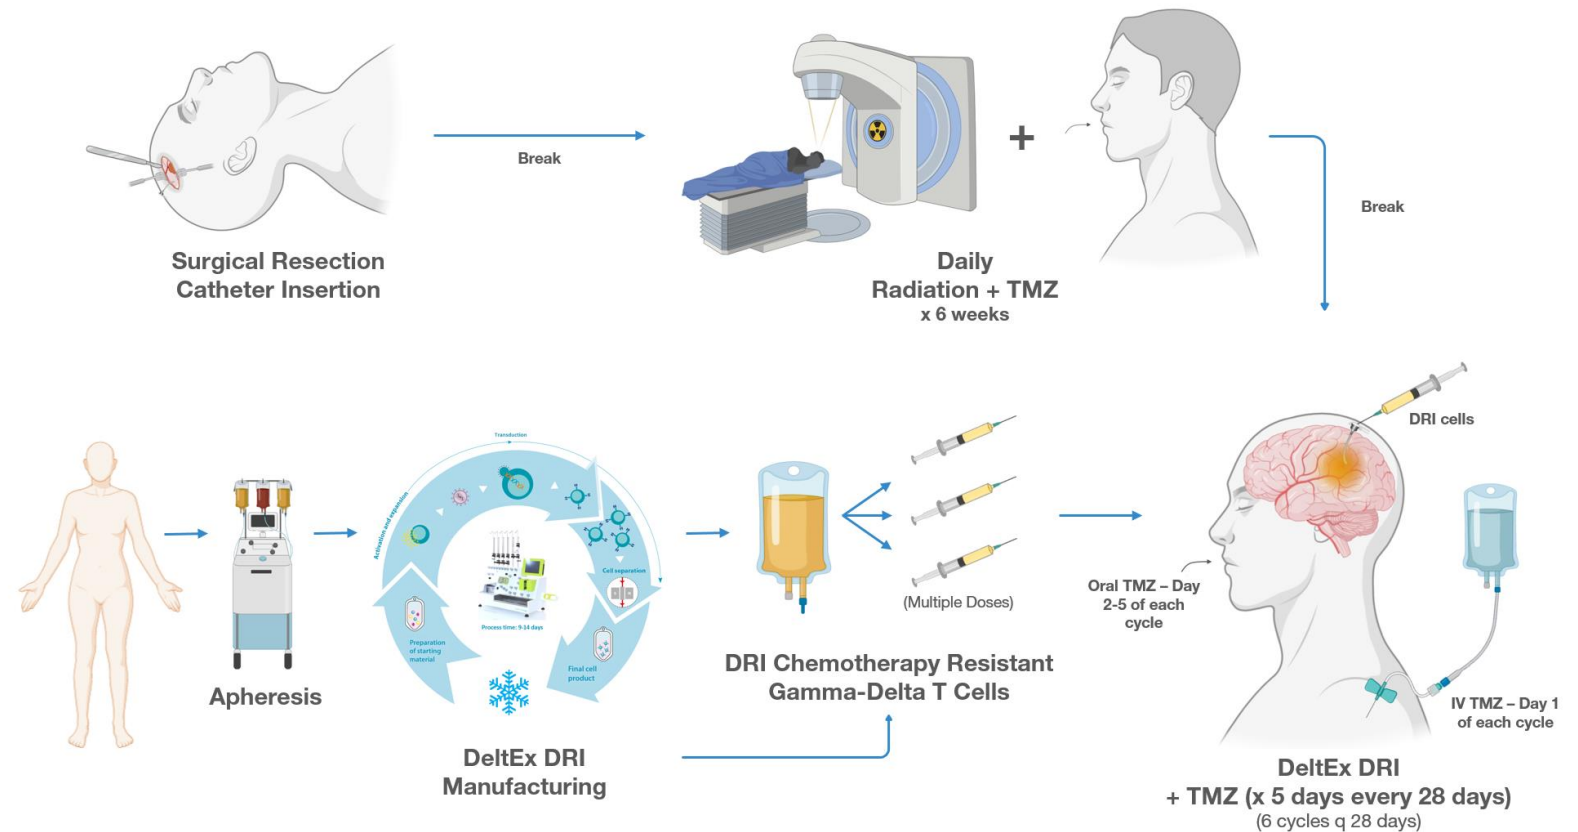 Break
Surgical Resection
Catheter Insertion
+
Daily
Radiation + TMZ
x 6 weeks
Break
Apheresis
Transduction
Activation and expansion
Cell separation
Process time: 9-14 days
Preparation
of starting
material
Final cell
product
DeltEx DRI
Manufacturing
(Multiple Doses)
DRI Chemotherapy Resistant
Gamma-Delta T Cells
DRI cells
Oral TMZ – Day
2-5 of each
cycle
IV TMZ – Day 1
of each cycle
DeltEx DRI
+ TMZ (x 5 days every 28 days)
(6 cycles q 28 days)